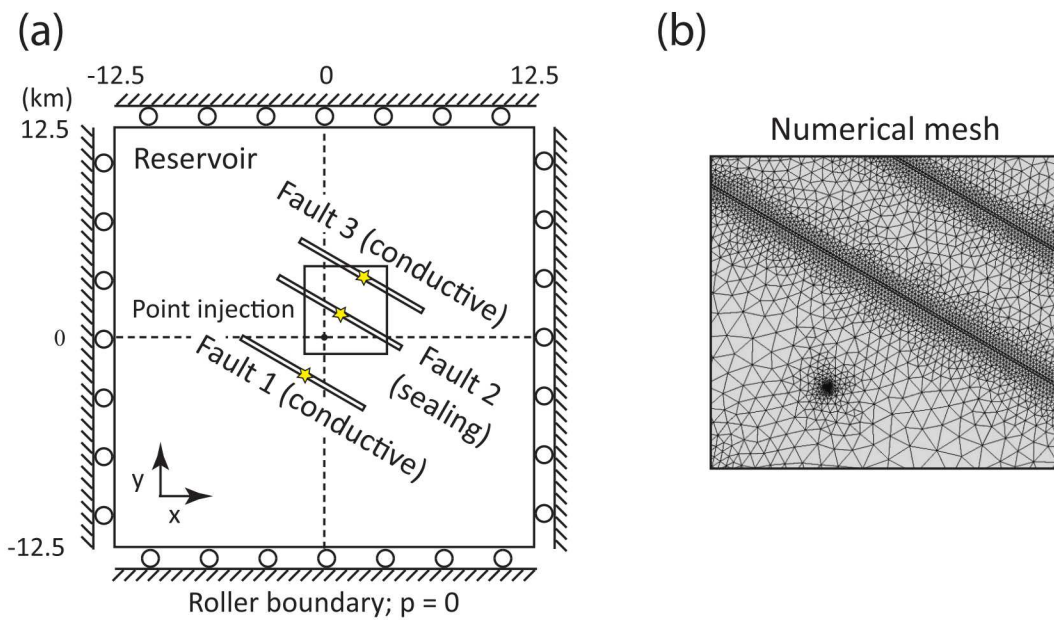 (a)
(b)
-12.5 0 12.5
(km)
12.5
Reservoir
Fault 3 (conductive)
Point injection
0
Fault 1 (conductive)
Fault 2
(sealing)
y
x
-12.5
Roller boundary; p = 0
Numerical mesh